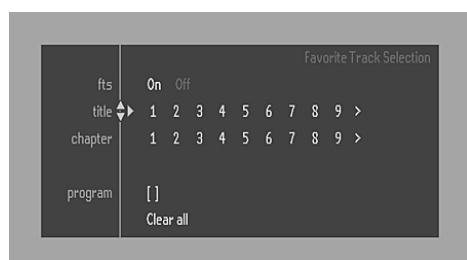 Favorite Track Selection
fts On Off
title 1 2 3 4 5 6 7 8 9 >
chapter 1 2 3 4 5 6 7 8 9 >
program [ ]
Clear all